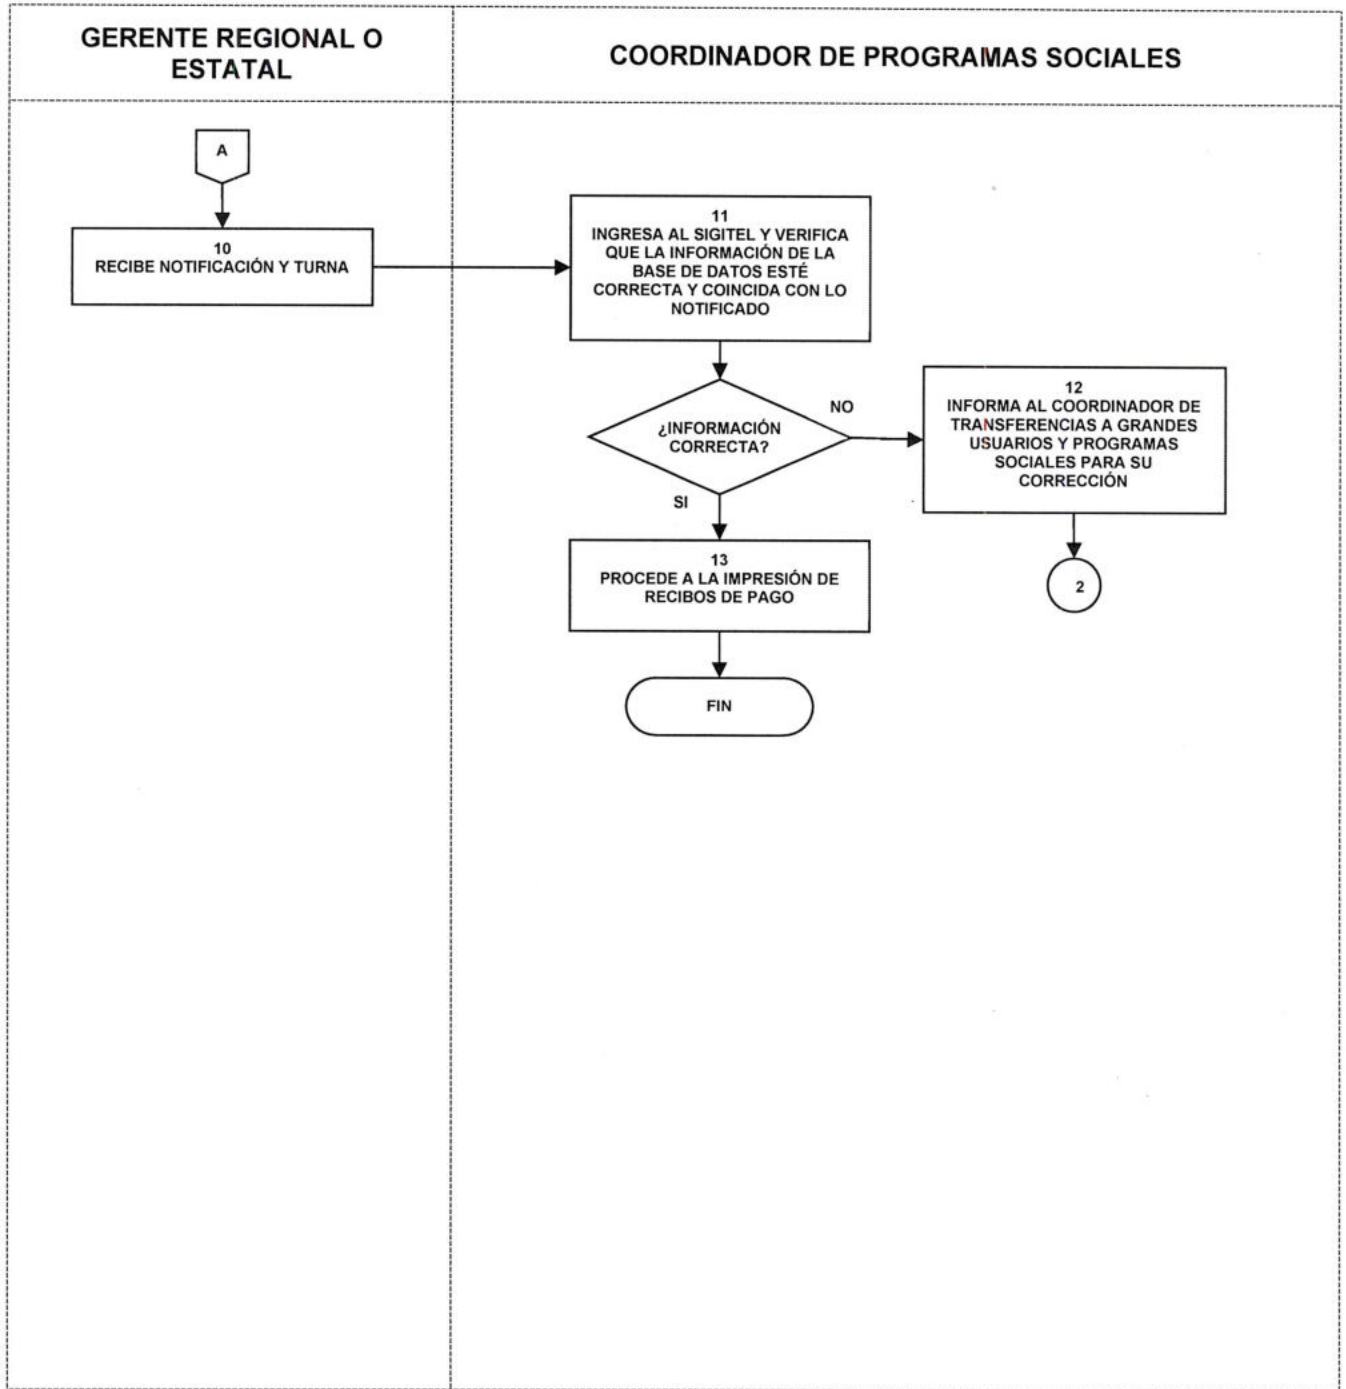 GERENTE REGIONAL O
ESTATAL
COORDINADOR DE PROGRAMAS SOCIALES
A
10
RECIBE NOTIFICACIÓN Y TURNA
11
INGRESA AL SIGITEL Y VERIFICA
QUE LA INFORMACIÓN DE LA
BASE DE DATOS ESTÉ
CORRECTA Y COINCIDA CON LO
NOTIFICADO
¿INFORMACIÓN
CORRECTA?
NO
12
INFORMA AL COORDINADOR DE
TRANSFERENCIAS A GRANDES
USUARIOS Y PROGRAMAS
SOCIALES PARA SU
CORRECCIÓN
2
SI
13
PROCEDE A LA IMPRESIÓN DE
RECIBOS DE PAGO
FIN